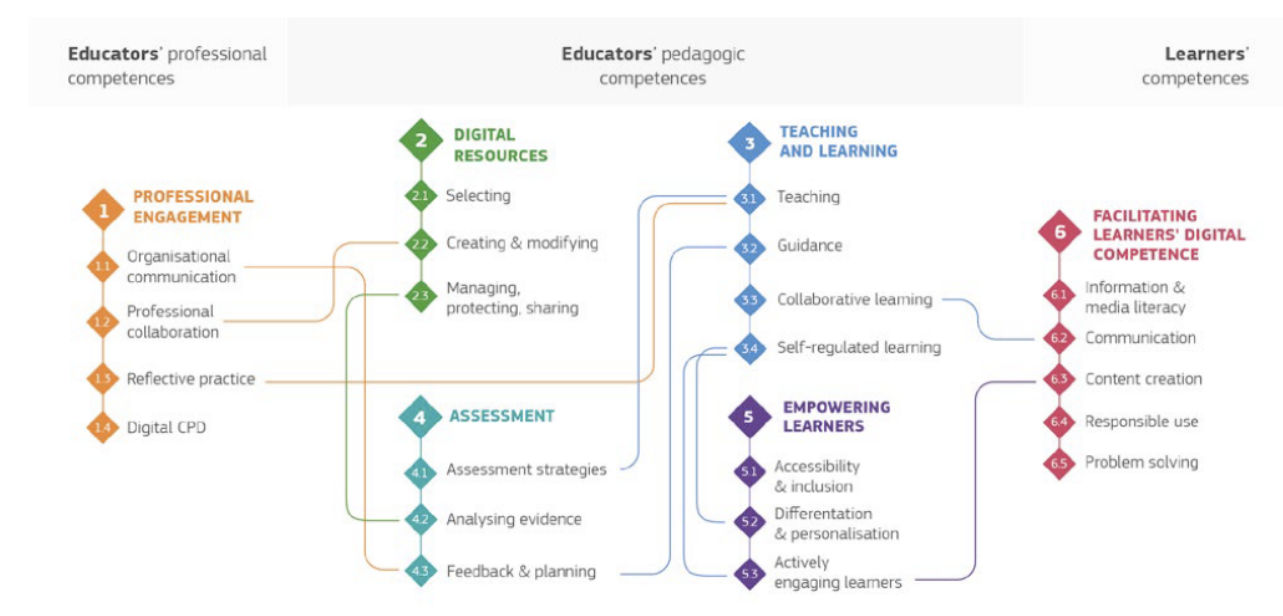 Educators' professional
competences
Educators' pedagogic
competences
Learners'
competences
1
PROFESSIONAL
ENGAGEMENT
1.1
Organisational
communication
1.2
Professional
collaboration
1.3
Reflective practice
1.4
Digital CPD
2
DIGITAL
RESOURCES
2.1
Selecting
2.2
Creating & modifying
2.3
Managing,
protecting, sharing
3
TEACHING
AND LEARNING
3.1
Teaching
3.2
Guidance
3.3
Collaborative learning
3.4
Self-regulated learning
4
ASSESSMENT
4.1
Assessment strategies
4.2
Analysing evidence
4.3
Feedback & planning
5
EMPOWERING
LEARNERS
5.1
Accessibility
& inclusion
5.2
Differentation
& personalisation
5.3
Actively
engaging learners
6
FACILITATING
LEARNERS' DIGITAL
COMPETENCE
6.1
Information &
media literacy
6.2
Communication
6.3
Content creation
6.4
Responsible use
6.5
Problem solving